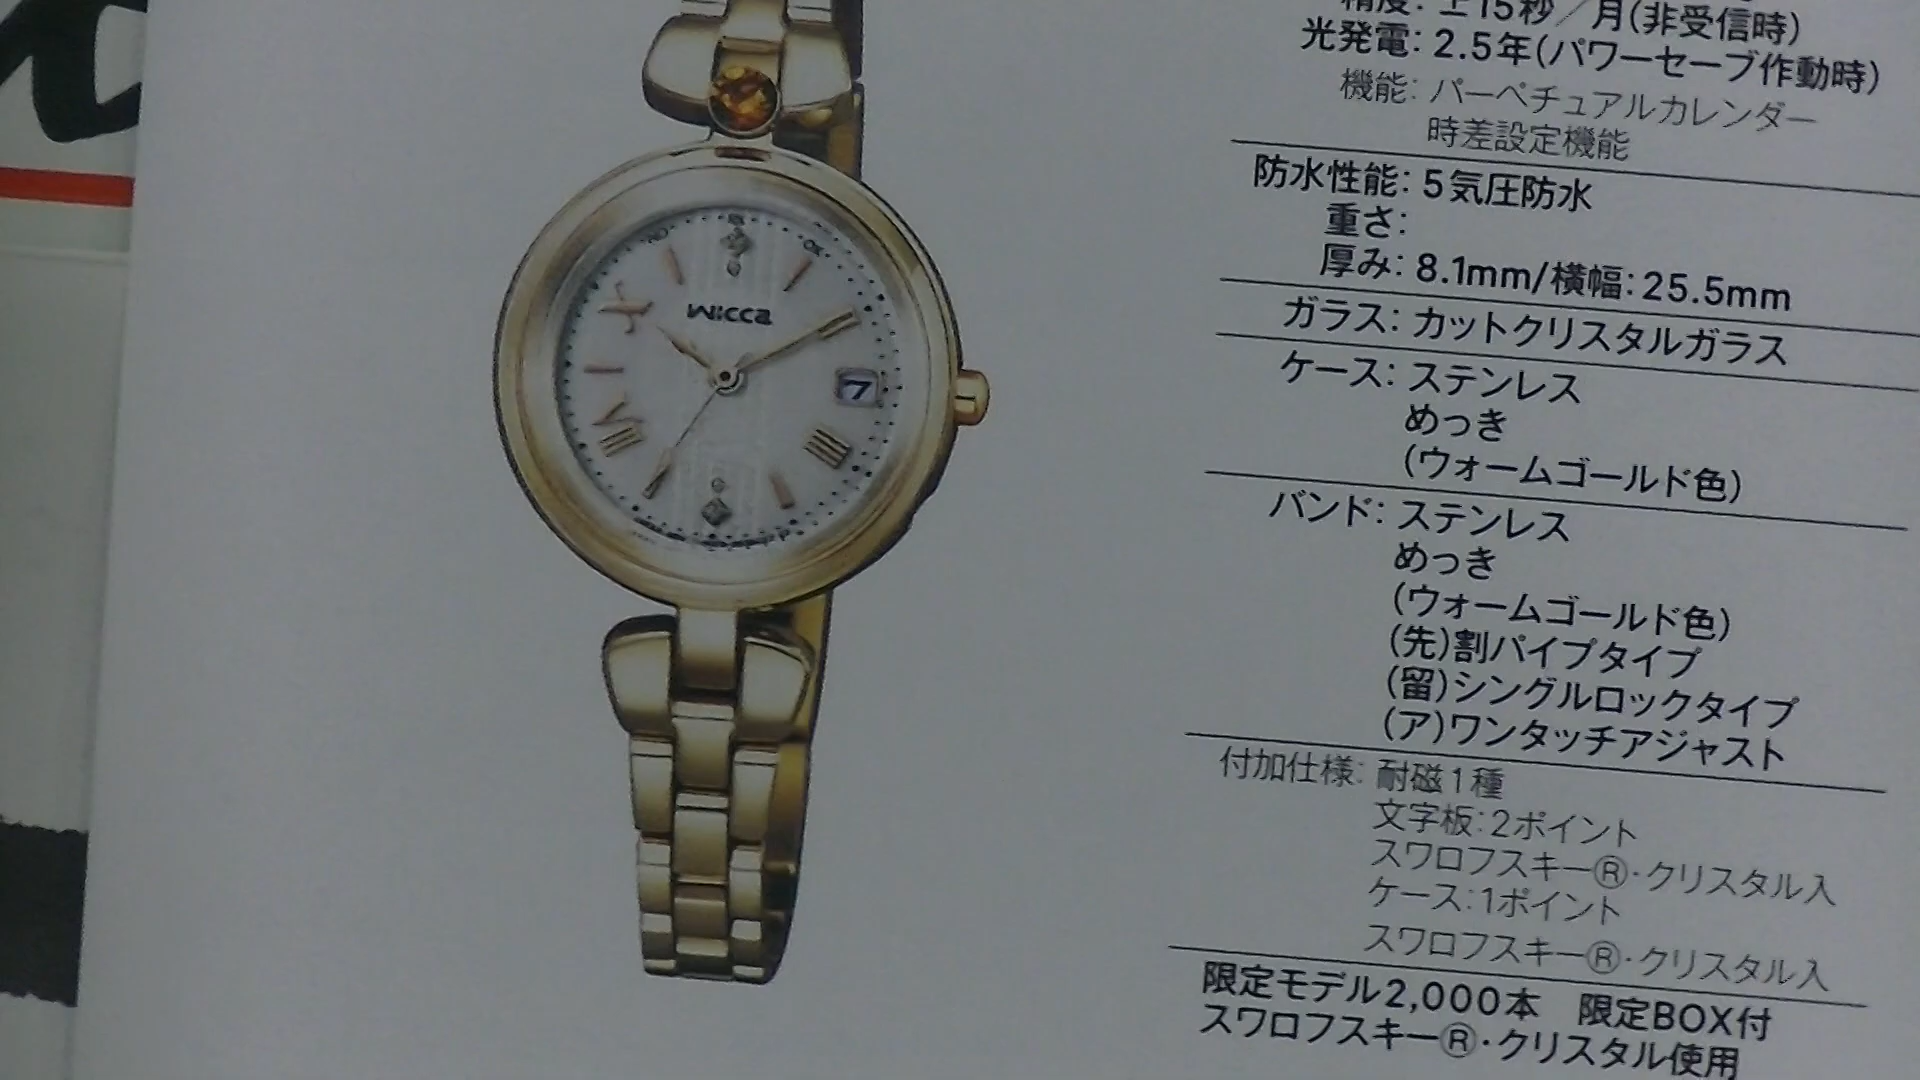 wicca
7
精度: ±15秒/月(非受信時)
光発電: 2.5年(パワーセーブ作動時)
機能: パーペチュアルカレンダー
時差設定機能
防水性能: 5気圧防水
重さ:
厚み: 8.1mm/横幅: 25.5mm
ガラス: カットクリスタルガラス
ケース: ステンレス
めっき
(ウォームゴールド色)
バンド: ステンレス
めっき
(ウォームゴールド色)
(先)割パイプタイプ
(留)シングルロックタイプ
(ア)ワンタッチアジャスト
付加仕様: 耐磁1種
文字板: 2ポイント
スワロフスキー®・クリスタル入
ケース: 1ポイント
スワロフスキー®・クリスタル入
限定モデル2,000本 限定BOX付
スワロフスキー®・クリスタル使用